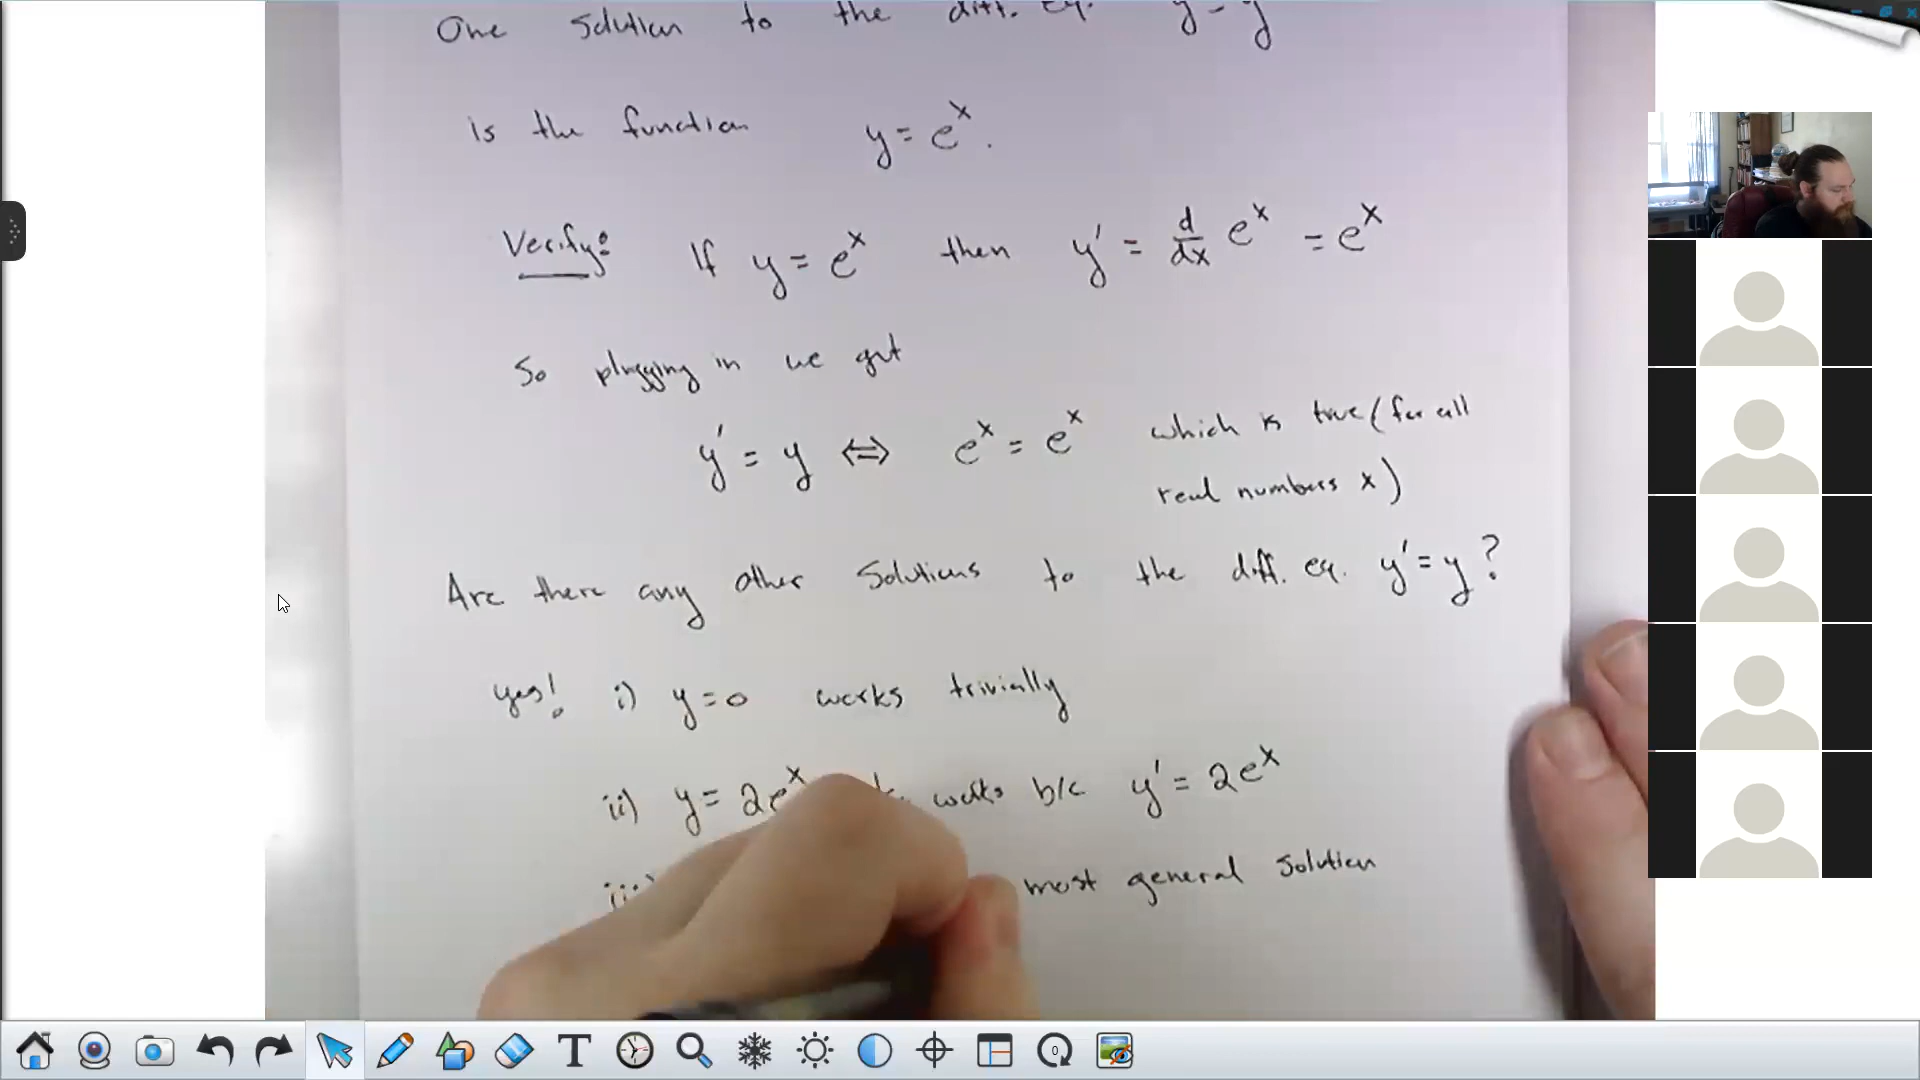 One solution to the diff. eq. y' = y
is the function y = e^x.
Verify: If y = e^x then y' = d/dx e^x = e^x
So plugging in we get
y' = y ⇔ e^x = e^x which is true (for all
real numbers x)
Are there any other solutions to the diff. eq. y' = y ?
yes! i) y = 0 works trivially
ii) y = 2e^x works b/c y' = 2e^x
iii) most general solution
T
0